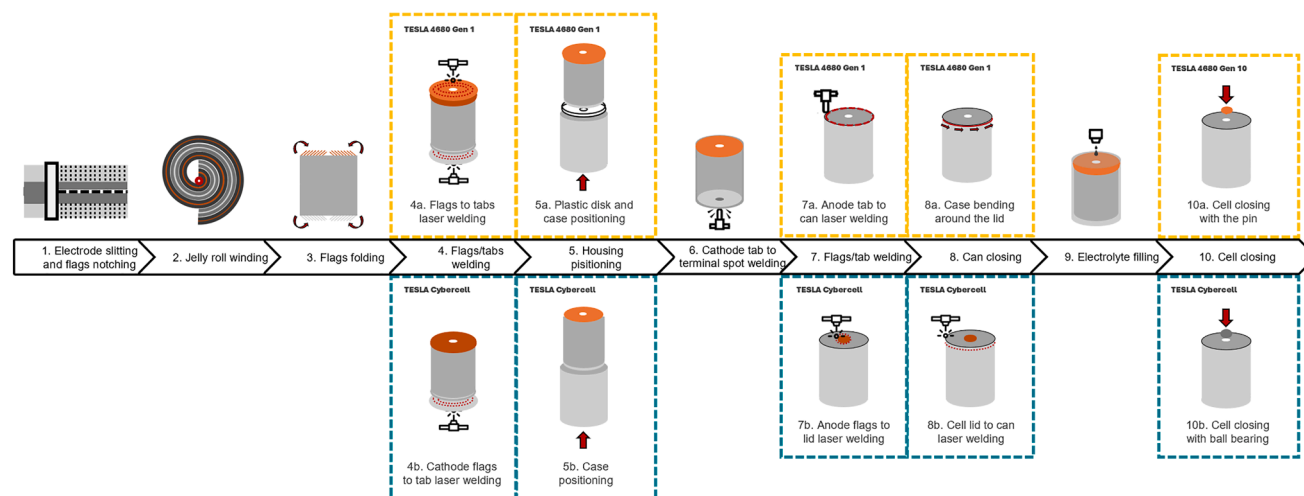 TESLA 4680 Gen 1
TESLA 4680 Gen 1
TESLA 4680 Gen 1
TESLA 4680 Gen 1
TESLA 4680 Gen 10
4a. Flags to tabs
laser welding
5a. Plastic disk and
case positioning
7a. Anode tab to
can laser welding
8a. Case bending
around the lid
10a. Cell closing
with the pin
1. Electrode slitting
and flags notching
2. Jelly roll winding
3. Flags folding
4. Flags/tabs
welding
5. Housing
pisitioning
6. Cathode tab to
terminal spot welding
7. Flags/tab welding
8. Can closing
9. Electrolyte filling
10. Cell closing
TESLA Cybercell
TESLA Cybercell
TESLA Cybercell
TESLA Cybercell
TESLA Cybercell
4b. Cathode flags
to tab laser welding
5b. Case
positioning
7b. Anode flags to
lid laser welding
8b. Cell lid to can
laser welding
10b. Cell closing
with ball bearing